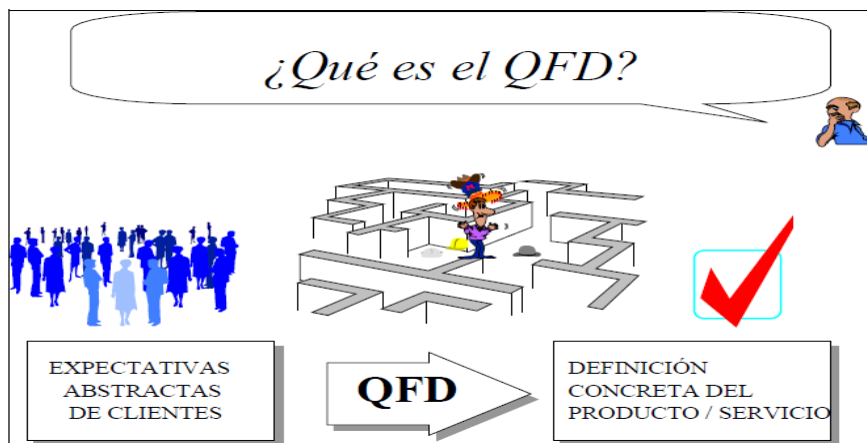 ¿Qué es el QFD?
EXPECTATIVAS
ABSTRACTAS
DE CLIENTES
QFD
DEFINICIÓN
CONCRETA DEL
PRODUCTO / SERVICIO